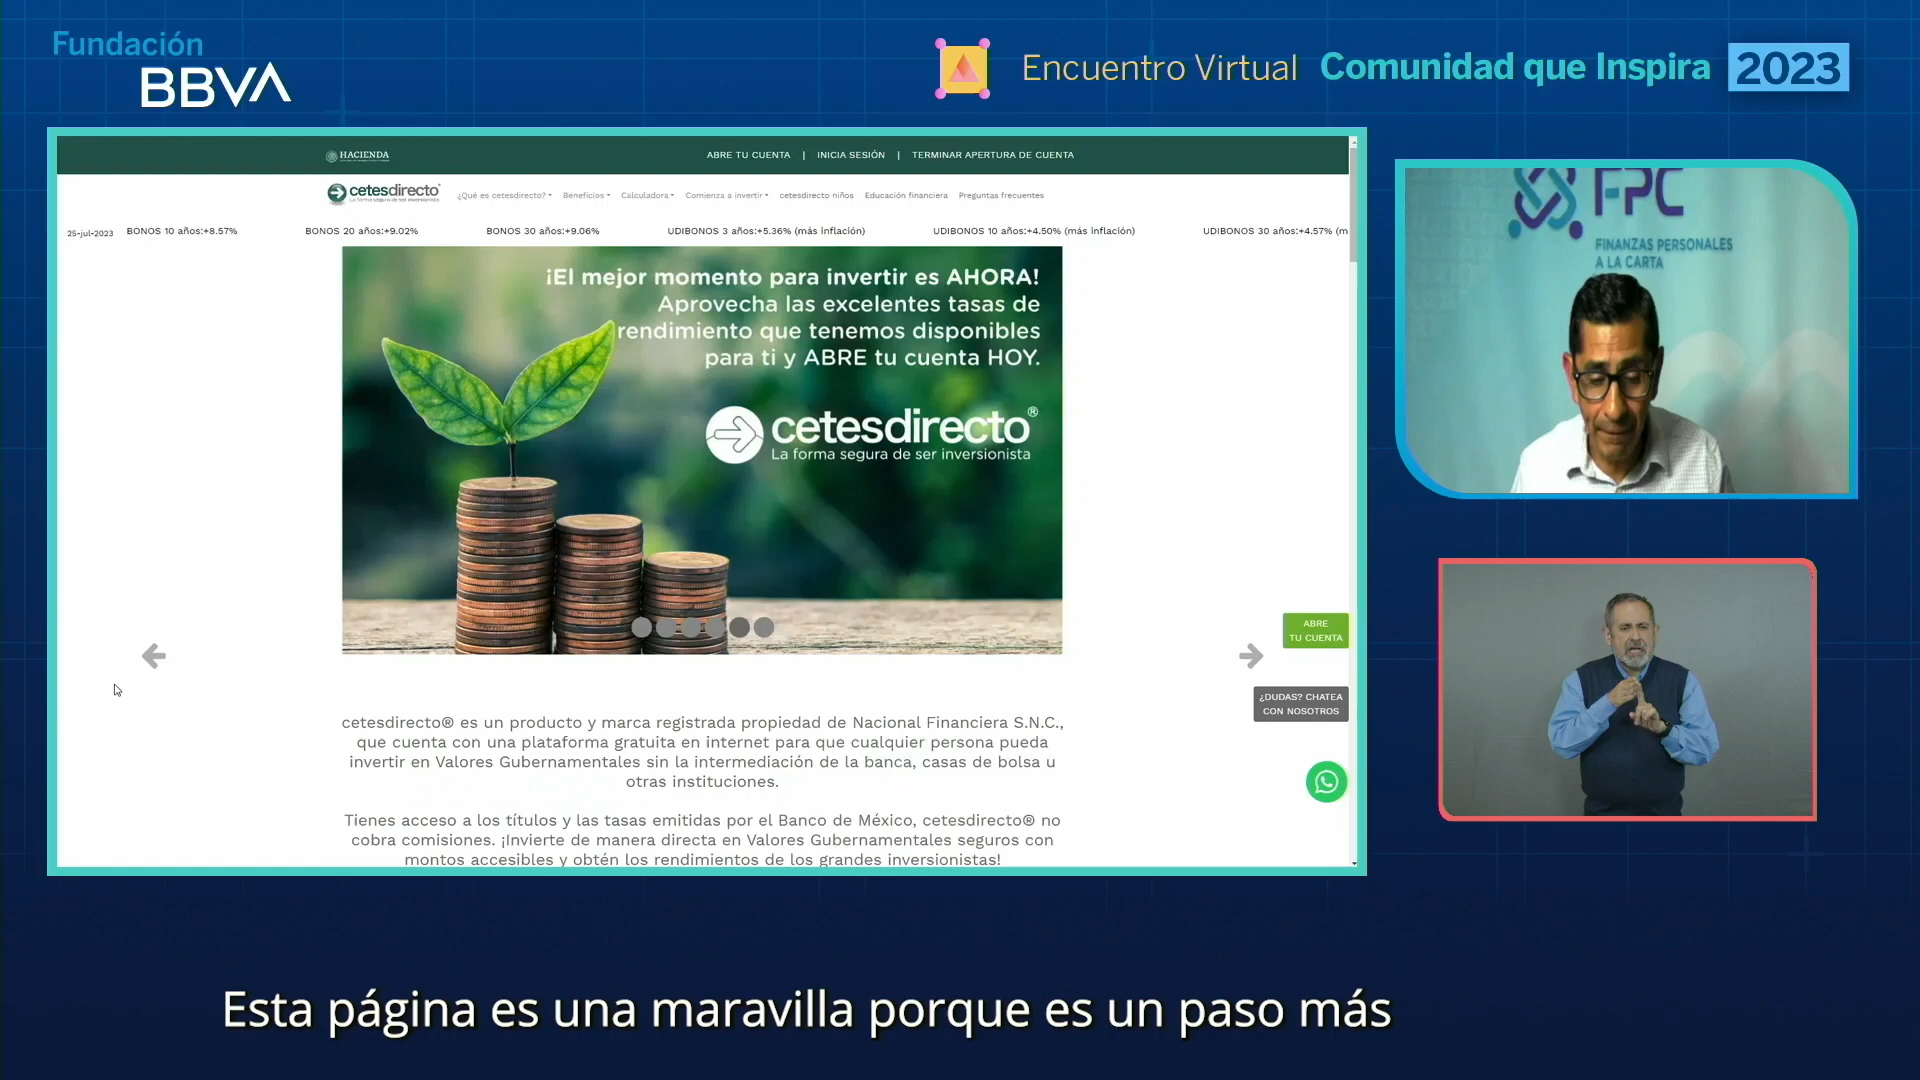 Fundación
BBVA
Encuentro Virtual Comunidad que Inspira 2023
HACIENDA
ABRE TU CUENTA | INICIA SESIÓN | TERMINAR APERTURA DE CUENTA
cetesdirecto
La forma segura de ser inversionista
¿Qué es cetesdirecto? Beneficios Calculadora Comienza a invertir cetesdirecto niños Educación financiera Preguntas frecuentes
25-jul-2023 BONOS 10 años:+8.57% BONOS 20 años:+9.02% BONOS 30 años:+9.06% UDIBONOS 3 años:+5.36% (más inflación) UDIBONOS 10 años:+4.50% (más inflación) UDIBONOS 30 años:+4.57% (m
¡El mejor momento para invertir es AHORA!
Aprovecha las excelentes tasas de
rendimiento que tenemos disponibles
para ti y ABRE tu cuenta HOY.
cetesdirecto®
La forma segura de ser inversionista
ABRE
TU CUENTA
¿DUDAS? CHATEA
CON NOSOTROS
cetesdirecto® es un producto y marca registrada propiedad de Nacional Financiera S.N.C.,
que cuenta con una plataforma gratuita en internet para que cualquier persona pueda
invertir en Valores Gubernamentales sin la intermediación de la banca, casas de bolsa u
otras instituciones.
Tienes acceso a los títulos y las tasas emitidas por el Banco de México, cetesdirecto® no
cobra comisiones. ¡Invierte de manera directa en Valores Gubernamentales seguros con
montos accesibles y obtén los rendimientos de los grandes inversionistas!
FPC
FINANZAS PERSONALES
A LA CARTA
Esta página es una maravilla porque es un paso más